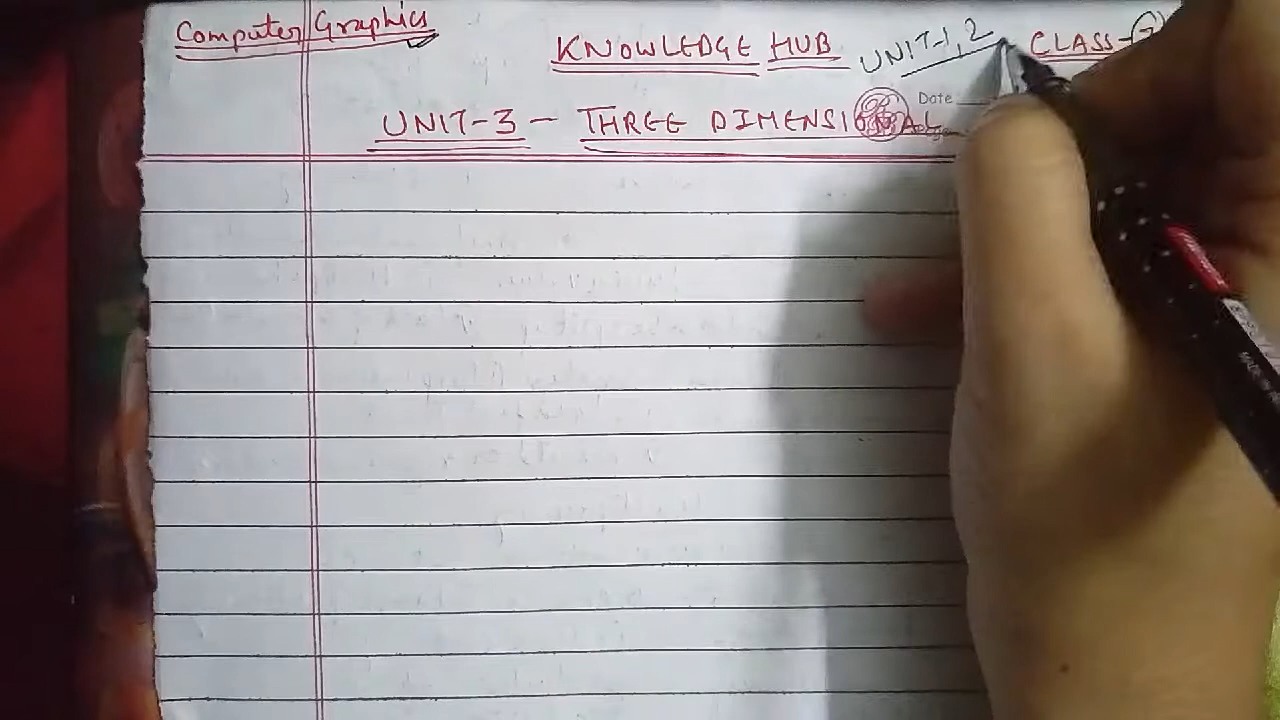 Computer Graphics
KNOWLEDGE HUB UNIT-1,2 CLASS-
Date
UNIT-3 - THREE DIMENSIONAL